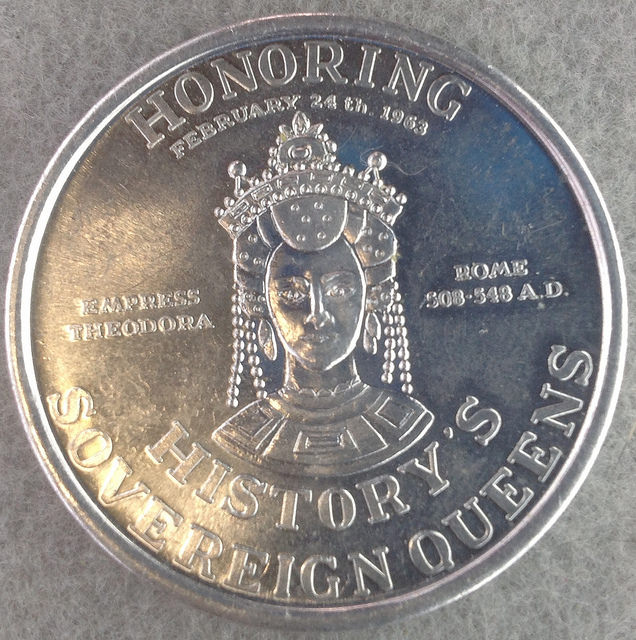 HONORING
FEBRUARY 24 th. 1963
EMPRESS
THEODORA
ROME
508-548 A.D.
HISTORY'S
SOVEREIGN QUEENS